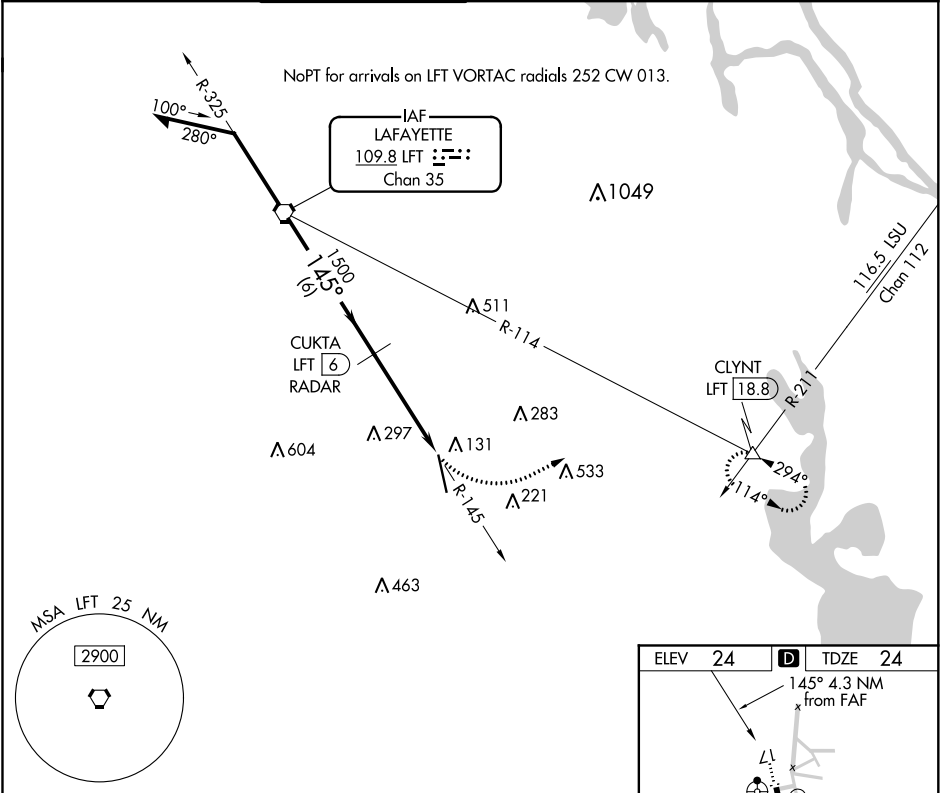 NoPT for arrivals on LFT VORTAC radials 252 CW 013.
R-325
100°
280°
IAF
LAFAYETTE
109.8 LFT
Chan 35
1049
116.5 LSU
Chan 112
1500
145°
(6)
511
R-114
CUKTA
LFT 6
RADAR
CLYNT
LFT 18.8
R-211
283
297
131
604
533
294°
114°
221
R-145
463
MSA LFT 25 NM
2900
ELEV 24 D TDZE 24
145° 4.3 NM
from FAF
17